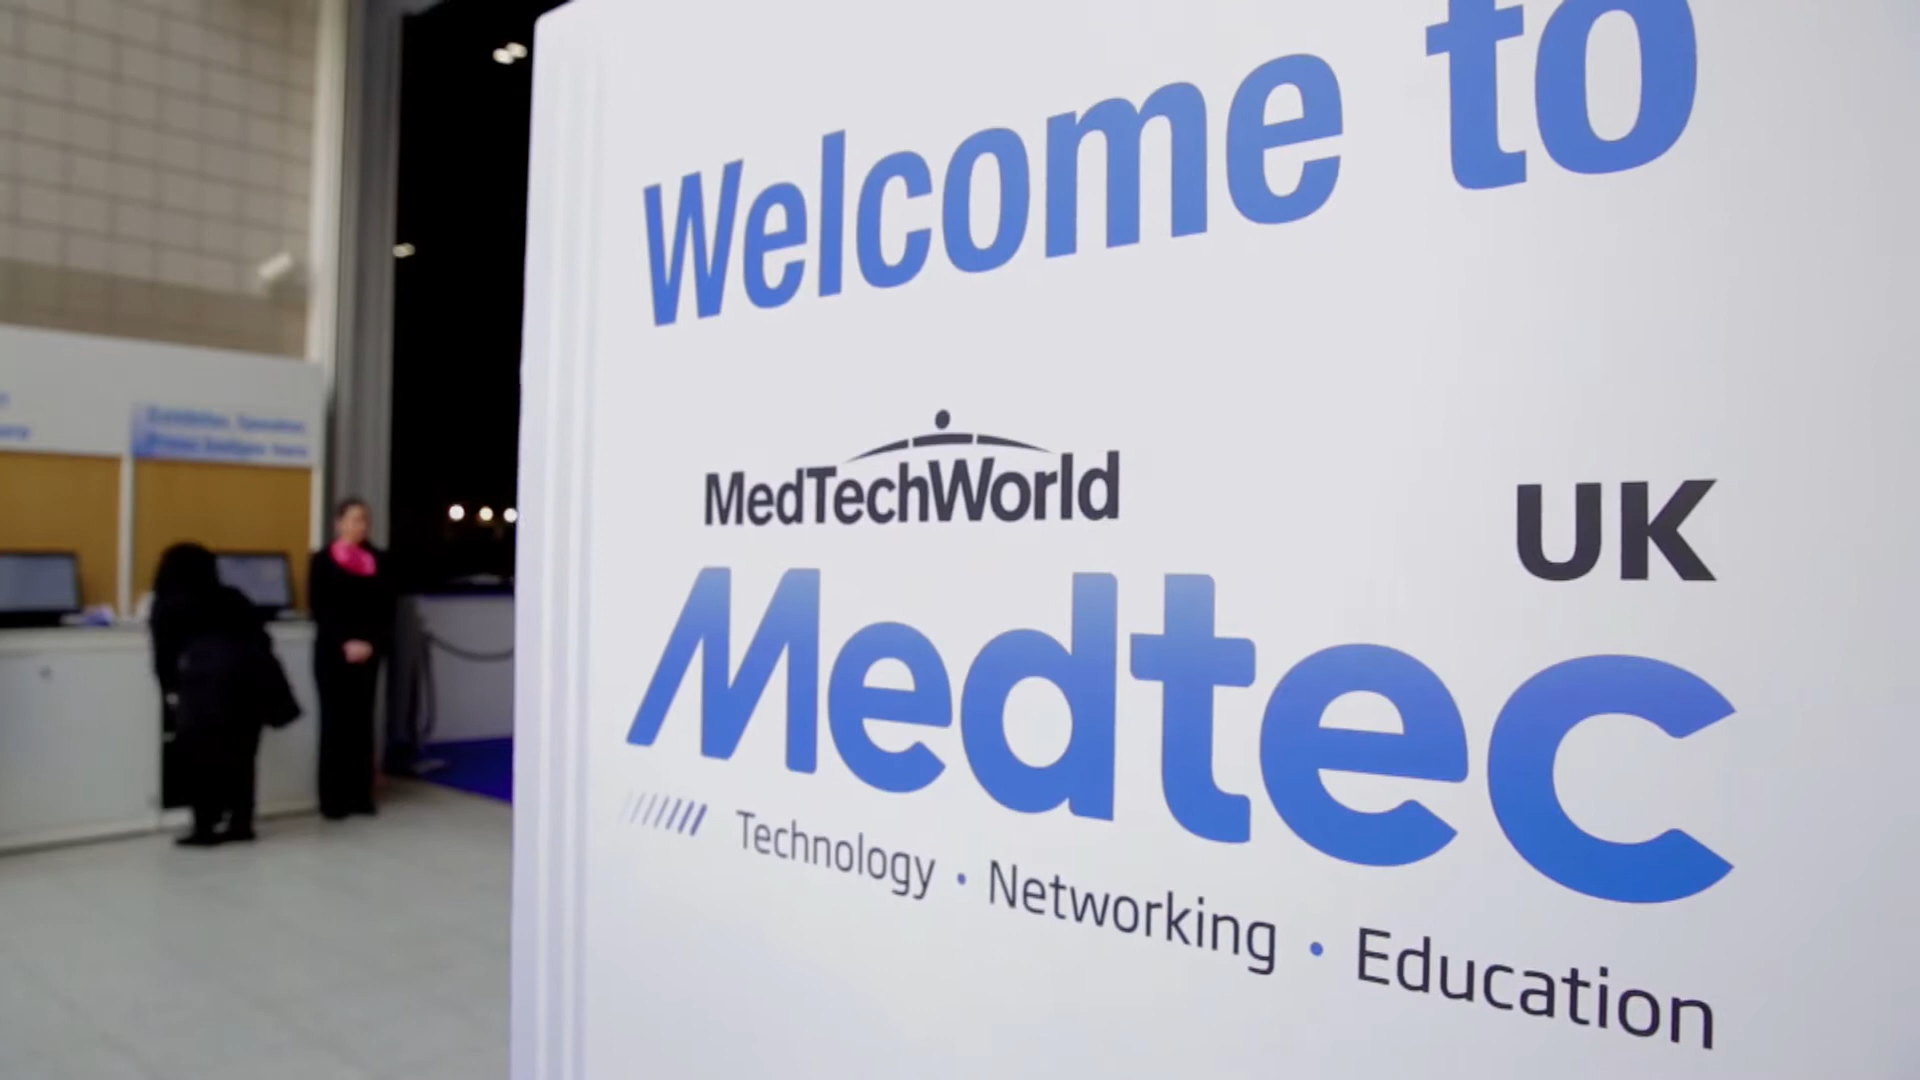 Welcome to
MedTechWorld
UK
Medtec
Technology • Networking • Education